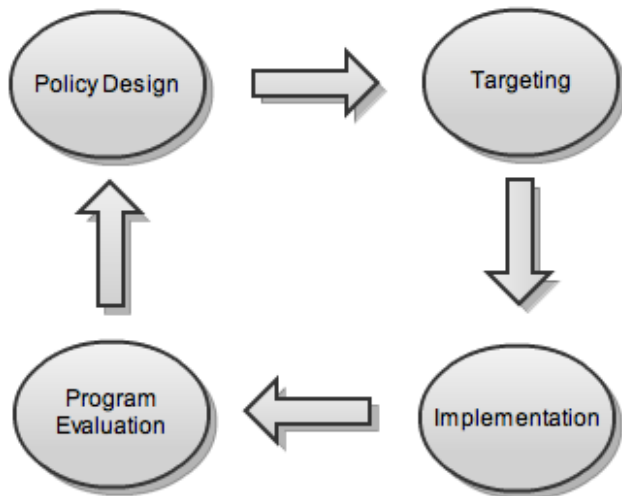 Policy Design
Targeting
Program
Evaluation
Implementation